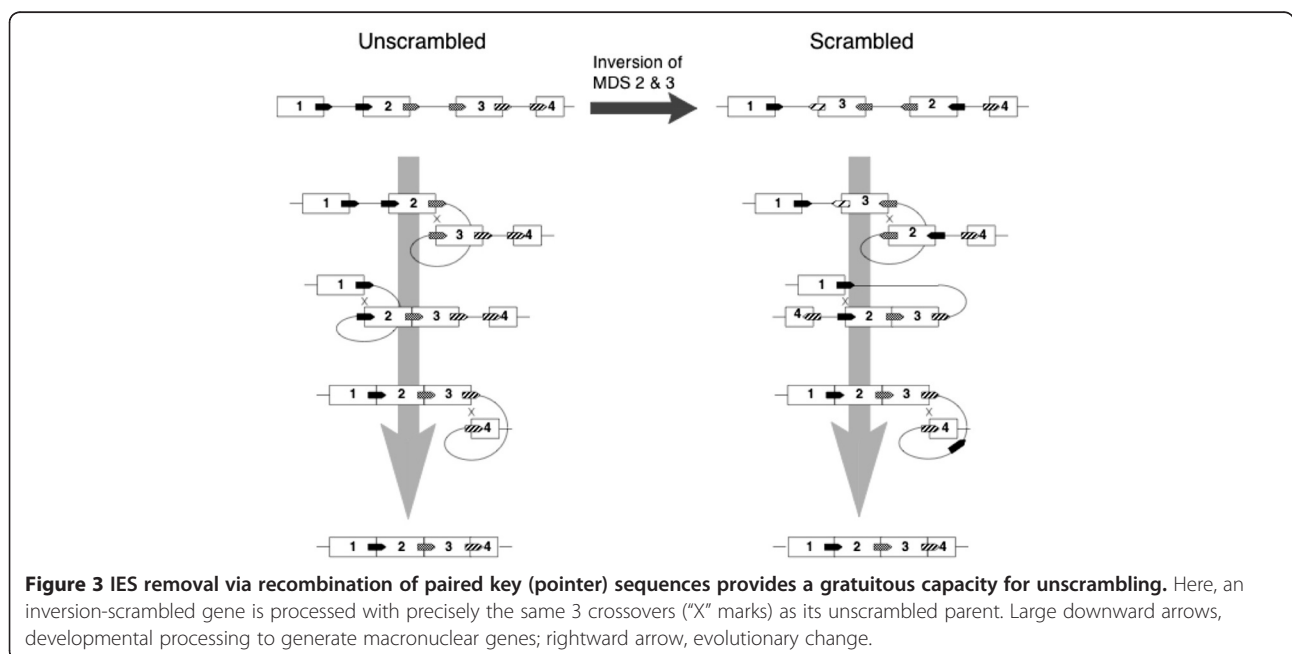 Unscrambled
Scrambled
Inversion of
MDS 2 & 3
1 2 3 4
1 3 2 4
1 2
3 4
1
2 3 4
1 2 3
4
1 2 3 4
1 3
2 4
1
4 2 3
1 2 3
4
1 2 3 4
X
X
X
X
X
X
Figure 3 IES removal via recombination of paired key (pointer) sequences provides a gratuitous capacity for unscrambling. Here, an
inversion-scrambled gene is processed with precisely the same 3 crossovers ("X" marks) as its unscrambled parent. Large downward arrows,
developmental processing to generate macronuclear genes; rightward arrow, evolutionary change.